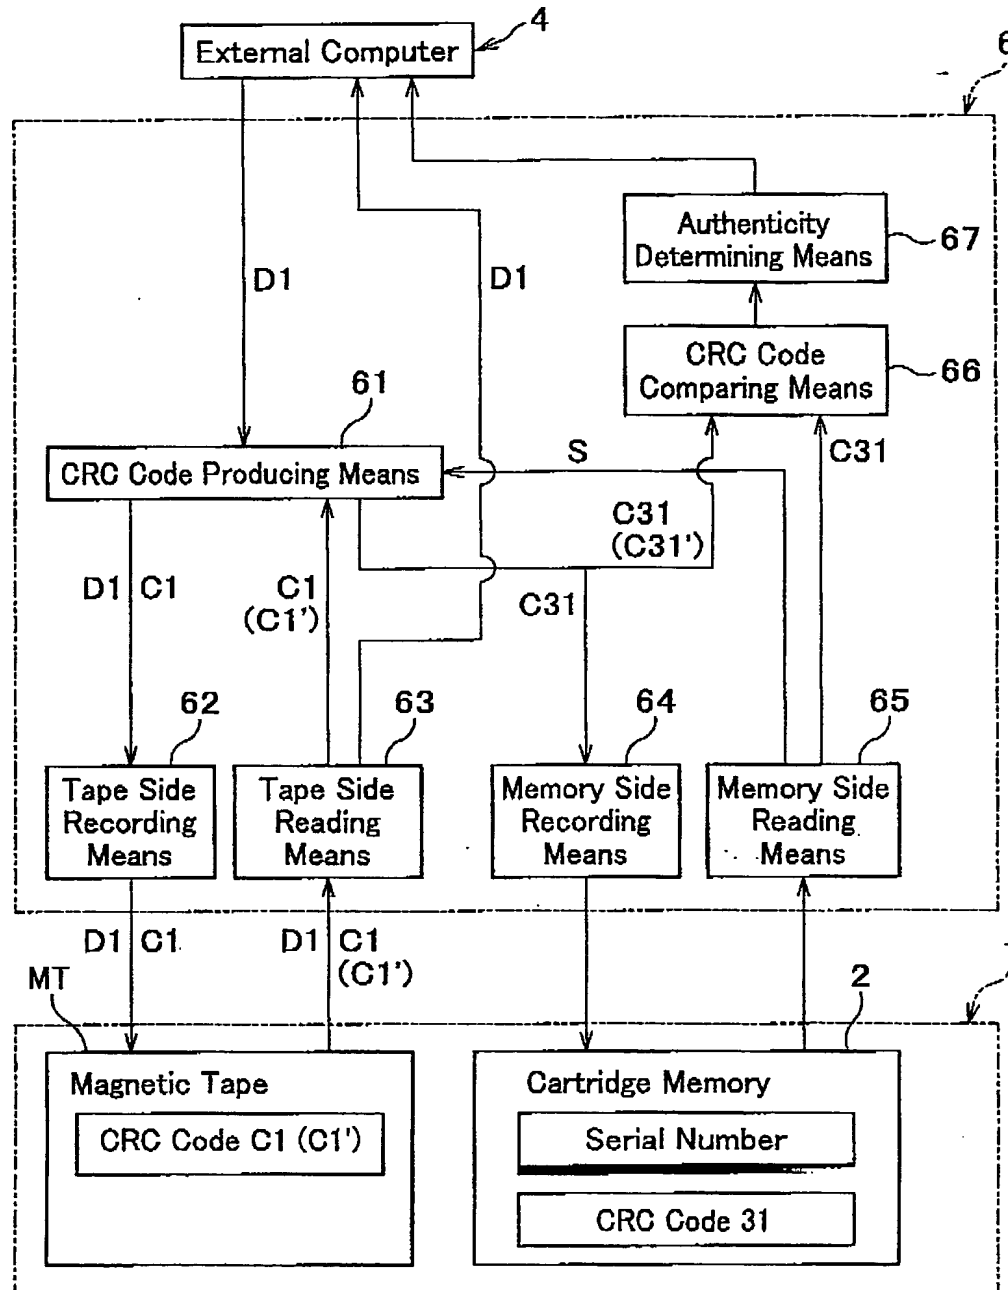 External Computer
4
6
Authenticity
Determining Means
67
D1
D1
CRC Code
Comparing Means
66
61
CRC Code Producing Means
S
C31
C31
(C31')
D1
C1
C1
(C1')
C31
62
63
64
65
Tape Side
Recording
Means
Tape Side
Reading
Means
Memory Side
Recording
Means
Memory Side
Reading
Means
D1
C1
D1
C1
(C1')
MT
2
Magnetic Tape
CRC Code C1 (C1')
Cartridge Memory
Serial Number
CRC Code 31